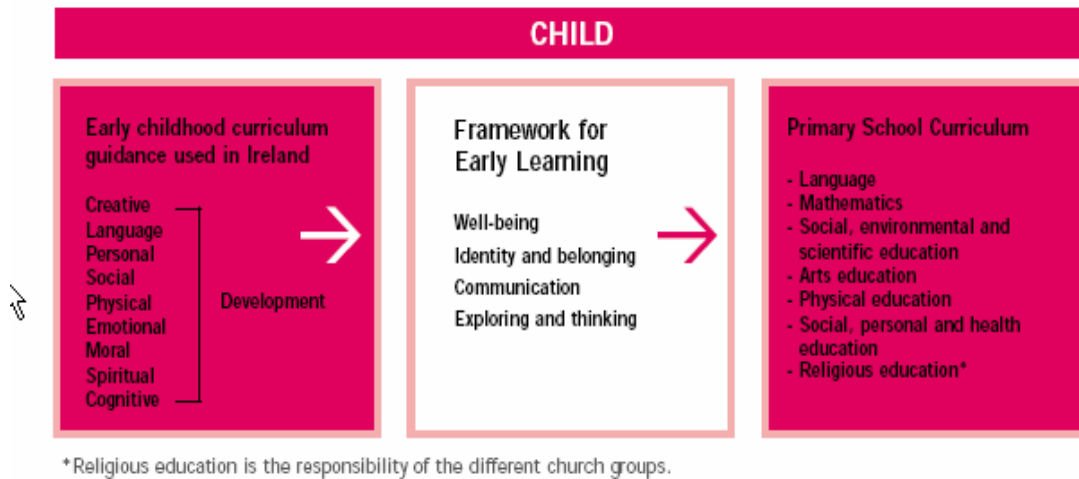 CHILD
Early childhood curriculum
guidance used in Ireland
Creative
Language
Personal
Social
Physical
Development
Emotional
Moral
Spiritual
Cognitive
Framework for
Early Learning
Well-being
Identity and belonging
Communication
Exploring and thinking
Primary School Curriculum
- Language
- Mathematics
- Social, environmental and
scientific education
- Arts education
- Physical education
- Social, personal and health
education
- Religious education*
*Religious education is the responsibility of the different church groups.